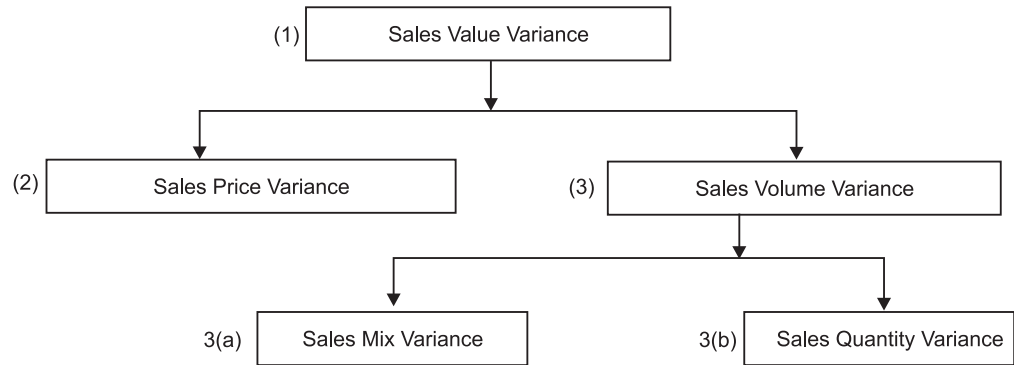 (1) Sales Value Variance
(2) Sales Price Variance
(3) Sales Volume Variance
3(a) Sales Mix Variance
3(b) Sales Quantity Variance